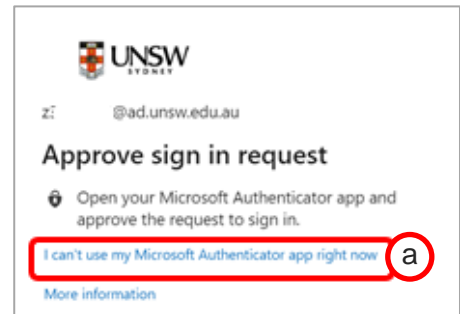 UNSW
SYDNEY
z @ad.unsw.edu.au
Approve sign in request
Open your Microsoft Authenticator app and
approve the request to sign in.
I can't use my Microsoft Authenticator app right now
a
More information